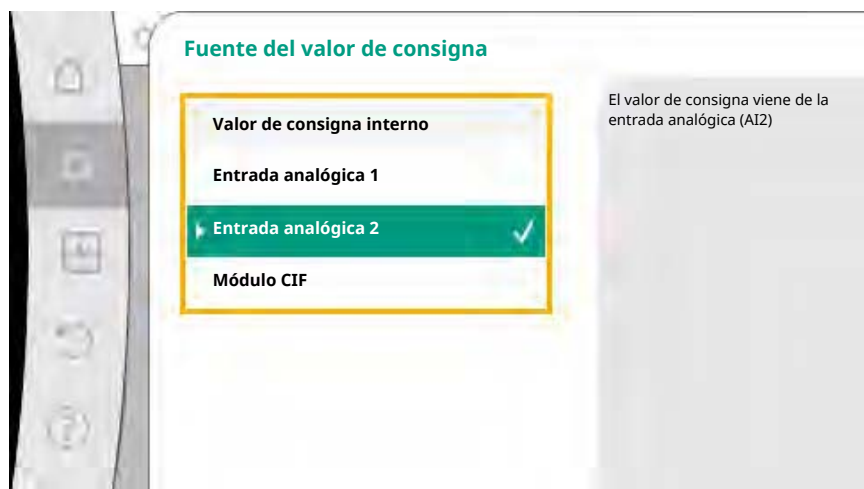 Fuente del valor de consigna
Valor de consigna interno
Entrada analógica 1
Entrada analógica 2
Módulo CIF
El valor de consigna viene de la
entrada analógica (AI2)